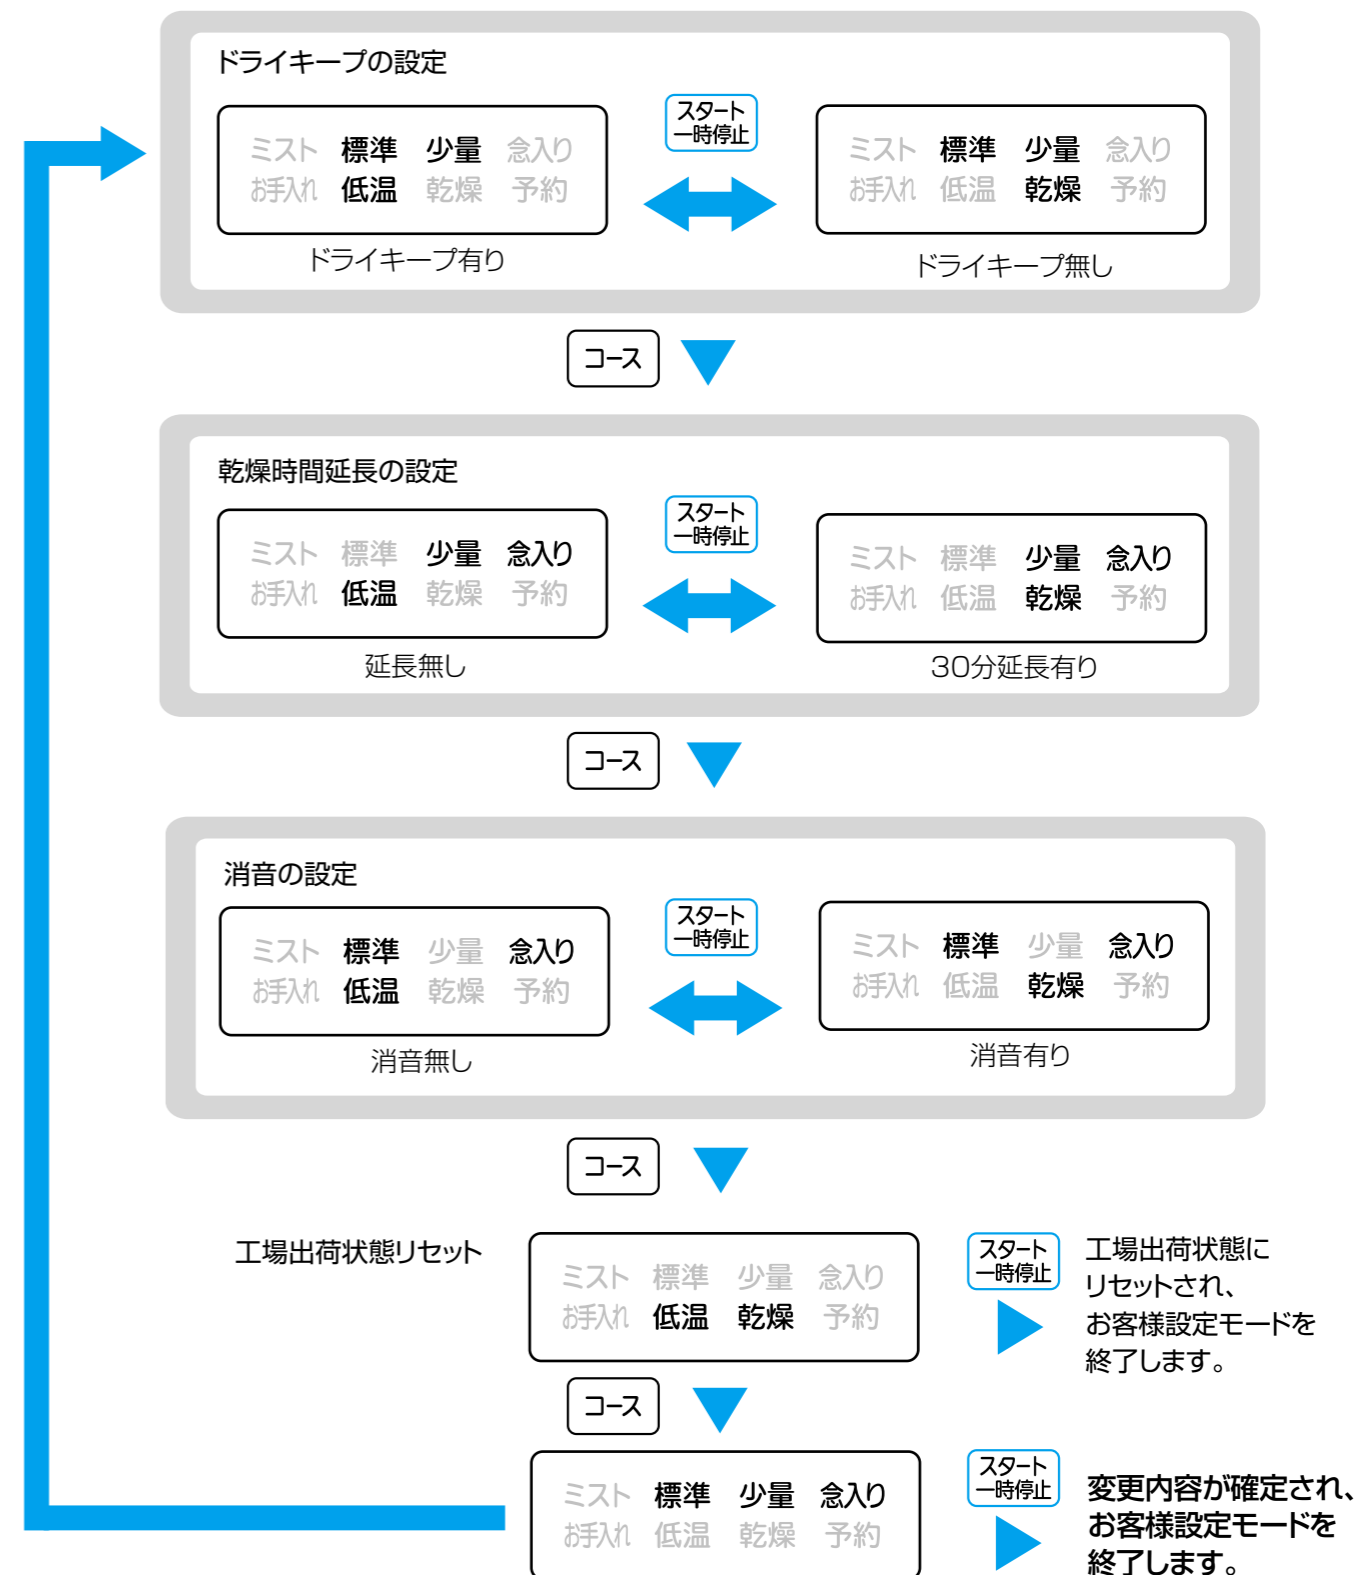 ドライキープの設定
ミスト 標準 少量 念入り
お手入れ 低温 乾燥 予約
ドライキープ有り
スタート
一時停止
ミスト 標準 少量 念入り
お手入れ 低温 乾燥 予約
ドライキープ無し
コース
乾燥時間延長の設定
ミスト 標準 少量 念入り
お手入れ 低温 乾燥 予約
延長無し
スタート
一時停止
ミスト 標準 少量 念入り
お手入れ 低温 乾燥 予約
30分延長有り
コース
消音の設定
ミスト 標準 少量 念入り
お手入れ 低温 乾燥 予約
消音無し
スタート
一時停止
ミスト 標準 少量 念入り
お手入れ 低温 乾燥 予約
消音有り
コース
工場出荷状態リセット
ミスト 標準 少量 念入り
お手入れ 低温 乾燥 予約
スタート
一時停止
工場出荷状態に
リセットされ、
お客様設定モードを
終了します。
コース
ミスト 標準 少量 念入り
お手入れ 低温 乾燥 予約
スタート
一時停止
変更内容が確定され、
お客様設定モードを
終了します。